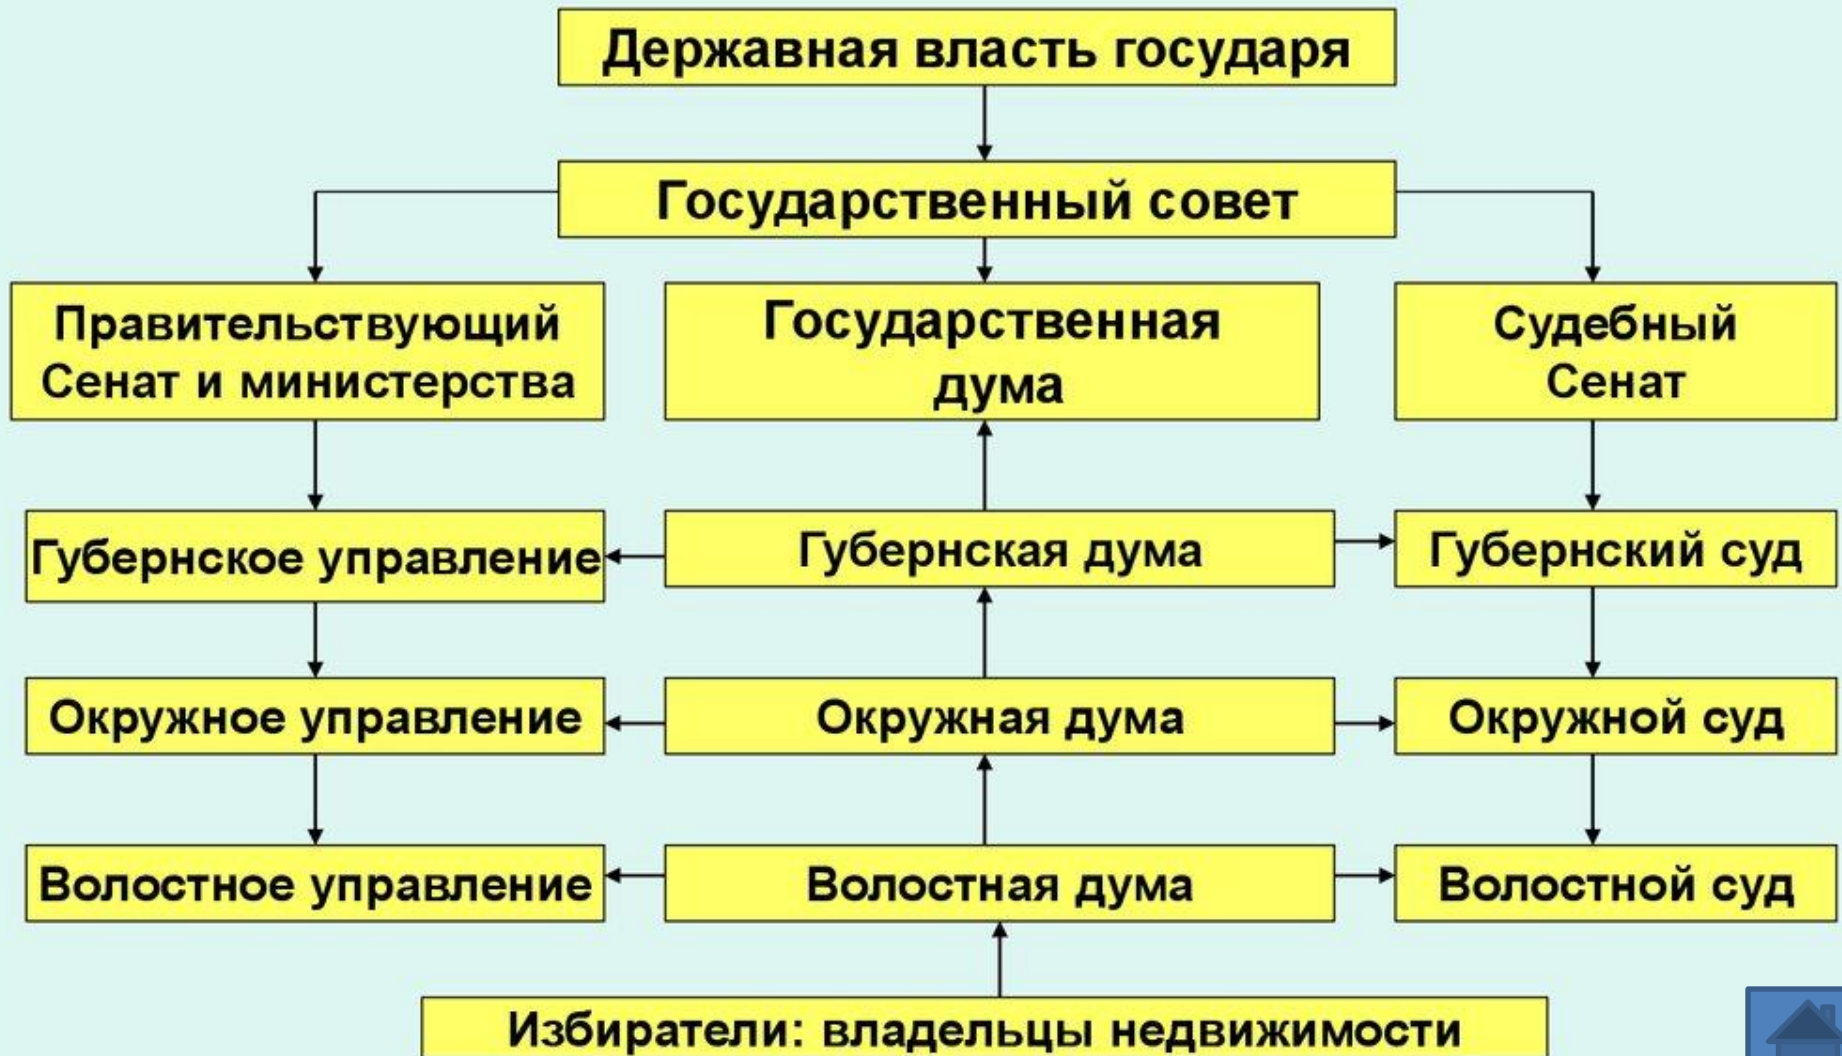 Державная власть государя
Государственный совет
Правительствующий
Сенат и министерства
Государственная
дума
Судебный
Сенат
Губернское управление
Губернская дума
Губернский суд
Окружное управление
Окружная дума
Окружной суд
Волостное управление
Волостная дума
Волостной суд
Избиратели: владельцы недвижимости